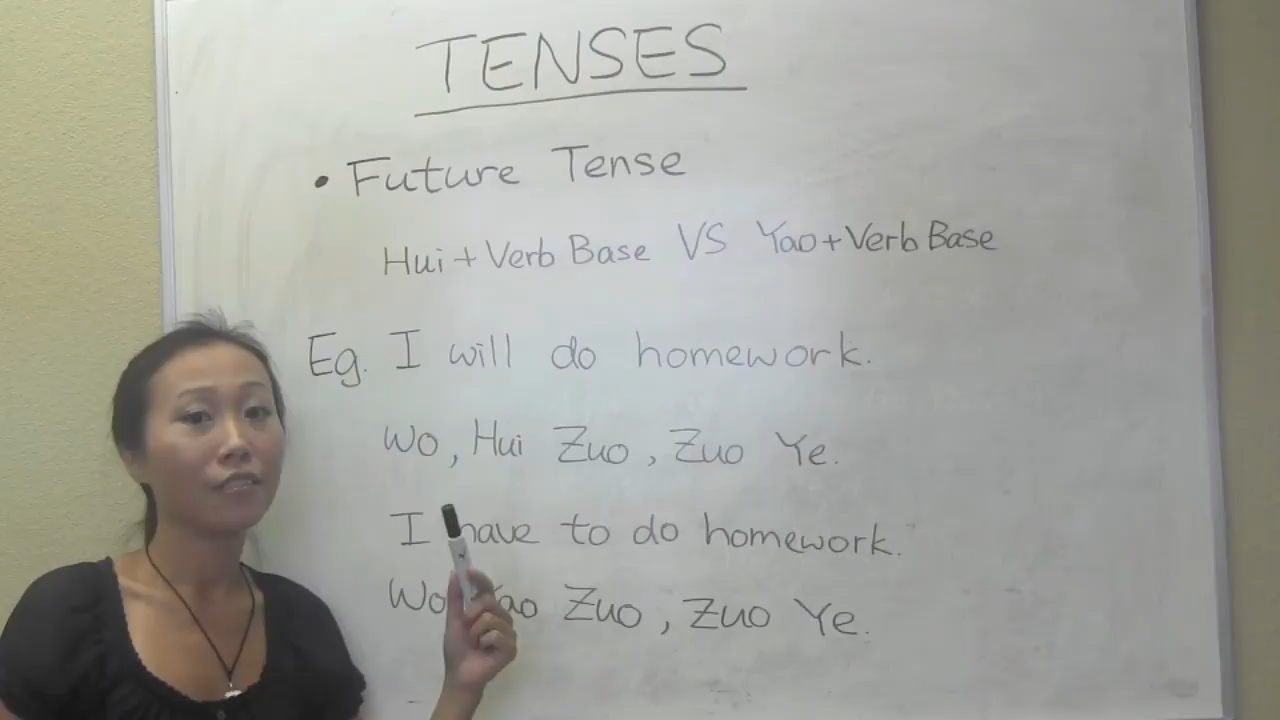 TENSES
• Future Tense
Hui + Verb Base VS Yao + Verb Base
Eg. I will do homework.
Wo, Hui Zuo, Zuo Ye.
I have to do homework.
Wo Yao Zuo, Zuo Ye.